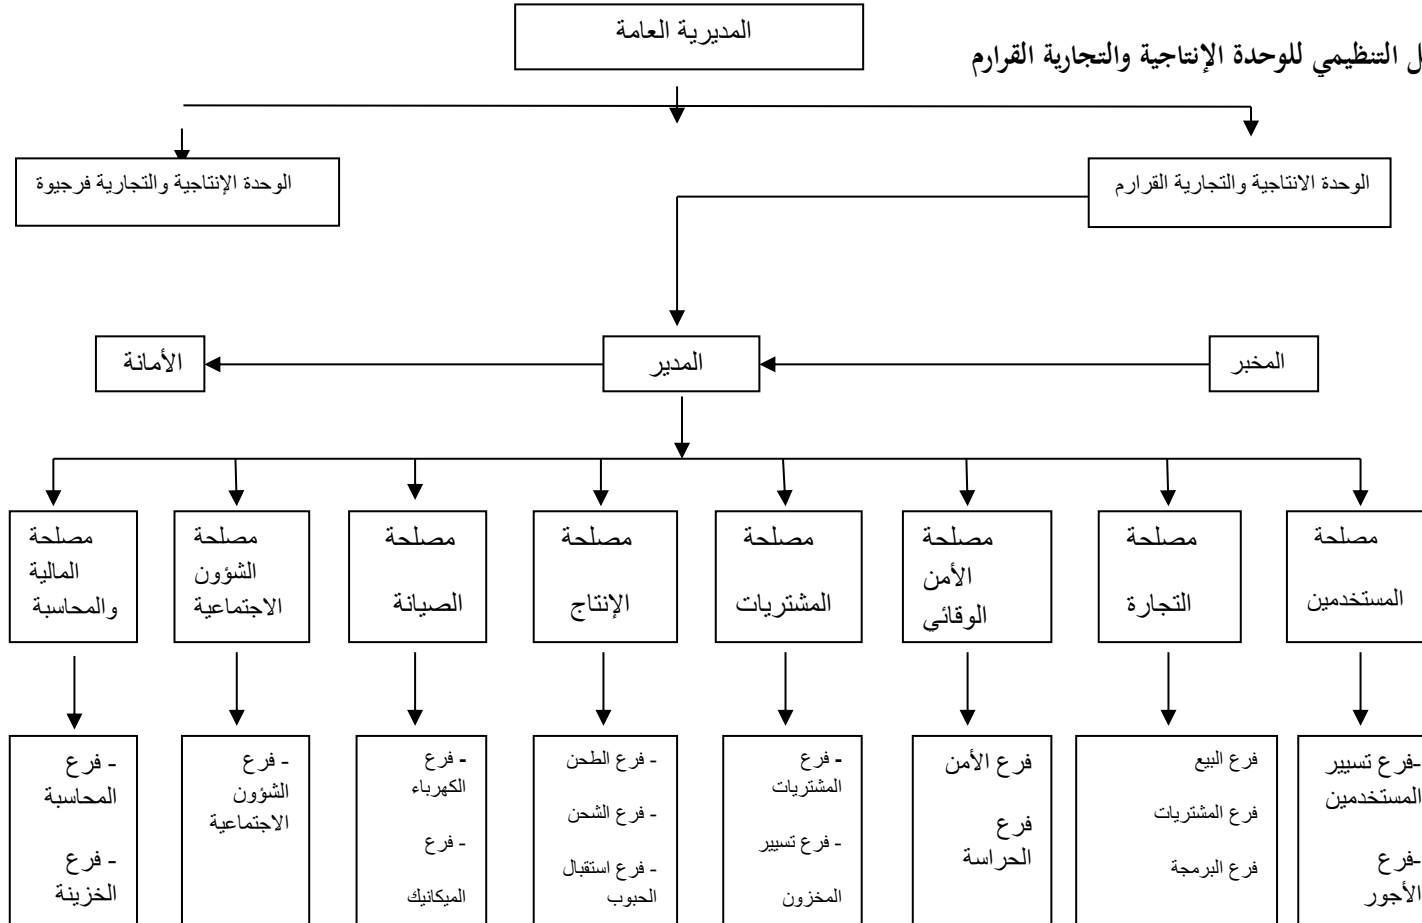 المديرية العامة
ل التنظيمي للوحدة الإنتاجية والتجارية القرارم
الوحدة الانتاجية والتجارية القرارم
الوحدة الإنتاجية والتجارية فرجيوة
المخبر
المدير
الأمانة
مصلحة
المستخدمين
مصلحة
التجارة
مصلحة
الأمن
الوقائي
مصلحة
المشتريات
مصلحة
الإنتاج
مصلحة
الصيانة
مصلحة
الشؤون
الاجتماعية
مصلحة
المالية
والمحاسبة
-فرع تسيير
المستخدمين
-فرع
الأجور
فرع البيع
فرع المشتريات
فرع البرمجة
فرع الأمن
فرع
الحراسة
- فرع
المشتريات
- فرع تسيير
المخزون
- فرع الطحن
- فرع الشحن
- فرع استقبال
الحبوب
- فرع
الكهرباء
- فرع
الميكانيك
- فرع
الشؤون
الاجتماعية
- فرع
المحاسبة
- فرع
الخزينة